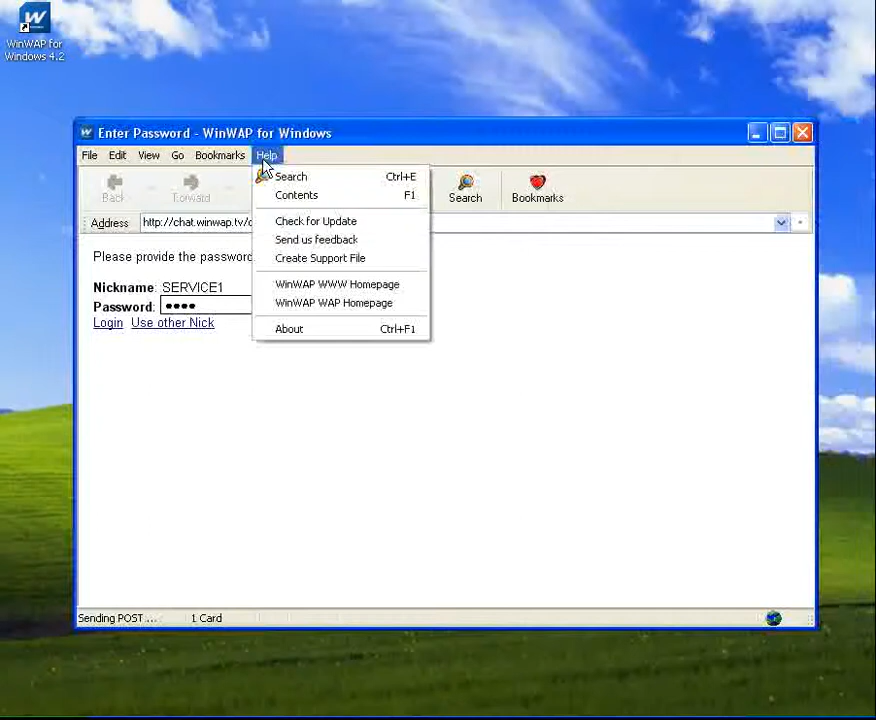 WinWAP for
Windows 4.2
Enter Password - WinWAP for Windows
File Edit View Go Bookmarks Help
Back Forward Search Bookmarks
Address http://chat.winwap.tv/
Search Ctrl+E
Contents F1
Check for Update
Send us feedback
Create Support File
WinWAP WWW Homepage
WinWAP WAP Homepage
About Ctrl+F1
Please provide the password
Nickname: SERVICE1
Password: ••••
Login Use other Nick
Sending POST ... 1 Card